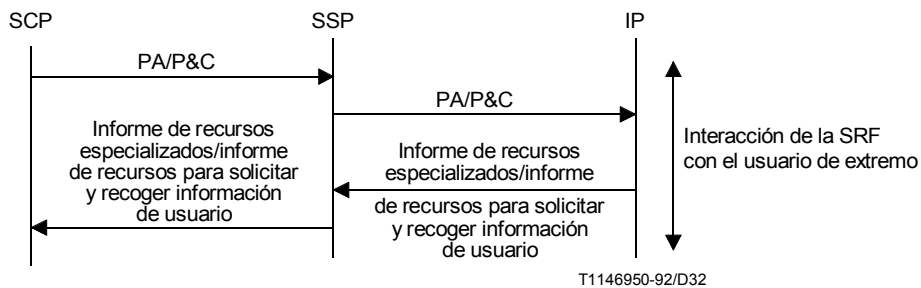 SCP
SSP
IP
PA/P&C
PA/P&C
Informe de recursos
especializados/informe
de recursos para solicitar
y recoger información
de usuario
Informe de recursos
especializados/informe
de recursos para solicitar
y recoger información
de usuario
Interacción de la SRF
con el usuario de extremo
T1146950-92/D32